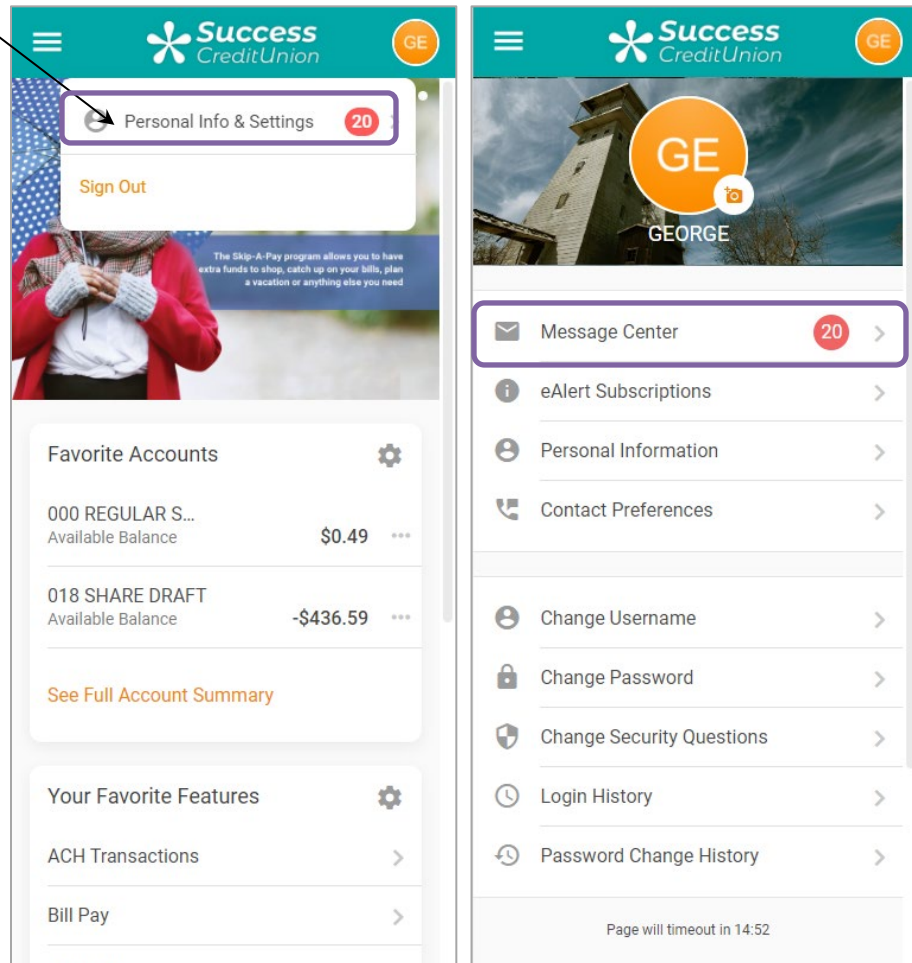 Success
CreditUnion
GE
Personal Info & Settings 20
Sign Out
The Skip-A-Pay program allows you to have
extra funds to shop, catch up on your bills, plan
a vacation or anything else you need
Favorite Accounts
000 REGULAR S...
Available Balance $0.49
018 SHARE DRAFT
Available Balance -$436.59
See Full Account Summary
Your Favorite Features
ACH Transactions
Bill Pay
Success
CreditUnion
GE
GE
GEORGE
Message Center 20
eAlert Subscriptions
Personal Information
Contact Preferences
Change Username
Change Password
Change Security Questions
Login History
Password Change History
Page will timeout in 14:52